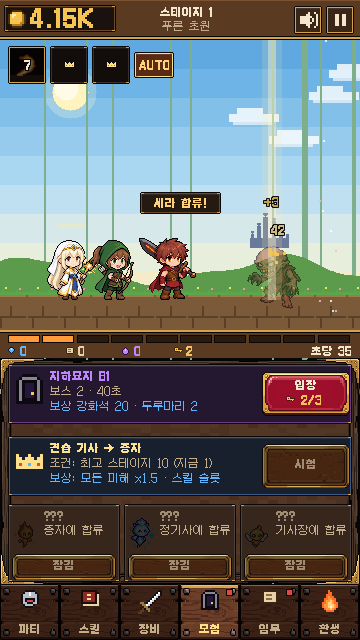 4.15K
스테이지 1
푸른 초원
7
AUTO
세라 합류!
+3
42
0
0
0
2
초당 35
지하묘지 B1
보스 2 · 40초
보상 강화석 20 · 두루마리 2
입장
2/3
견습 기사 → 종자
조건: 최고 스테이지 10 (지금 1)
보상: 모든 피해 x1.5 · 스킬 슬롯
시험
???
종자에 합류
잠김
???
정기사에 합류
잠김
???
기사장에 합류
잠김
파티
스킬
장비
모험
임무
환생